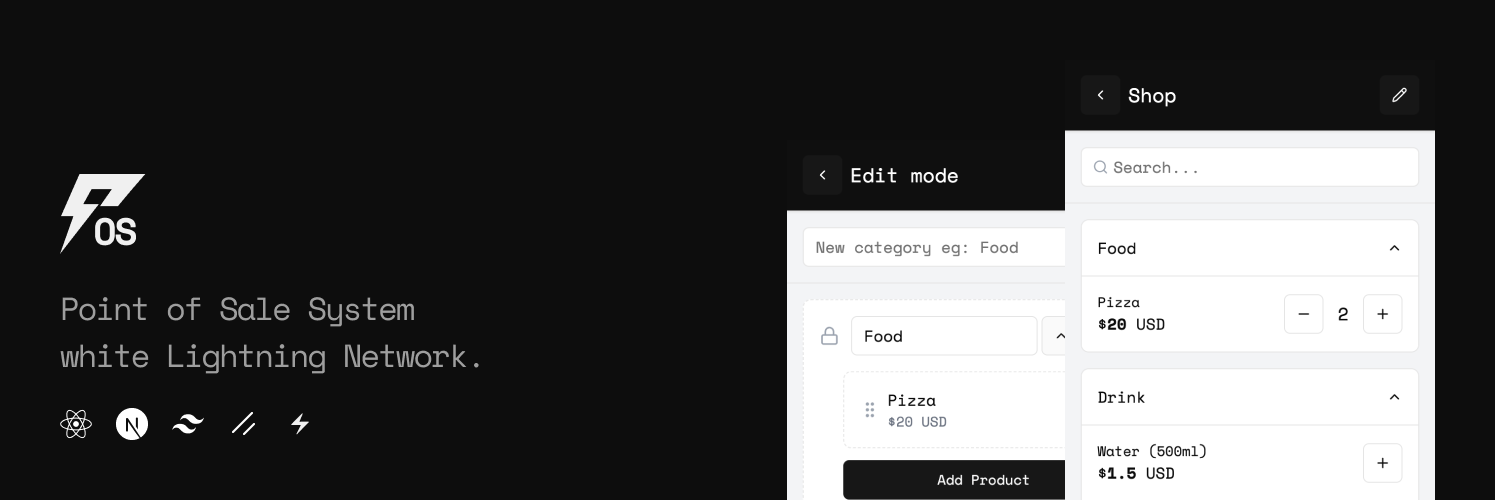 OS
Point of Sale System
white Lightning Network.
Edit mode
New category eg: Food
Food
Pizza
$20 USD
Add Product
Shop
Search...
Food
Pizza
$20 USD
2
Drink
Water (500ml)
$1.5 USD